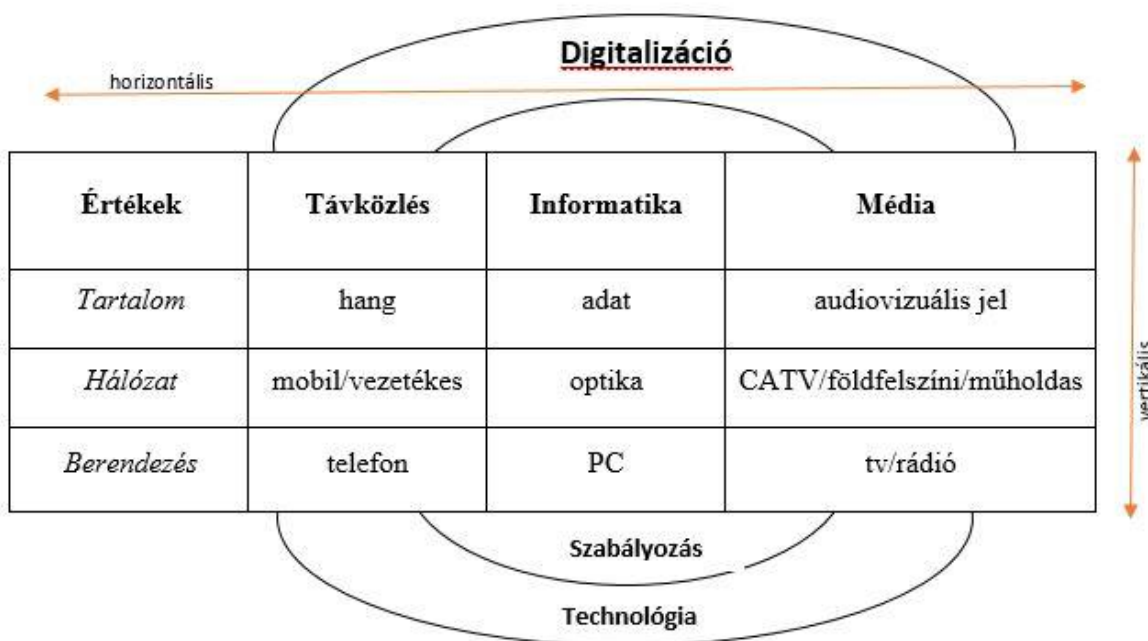 Digitalizáció
horizontális
Értékek Távközlés Informatika Média
Tartalom hang adat audiovizuális jel
Hálózat mobil/vezetékes optika CATV/földfelszíni/műholdas
Berendezés telefon PC tv/rádió
vertikális
Szabályozás
Technológia